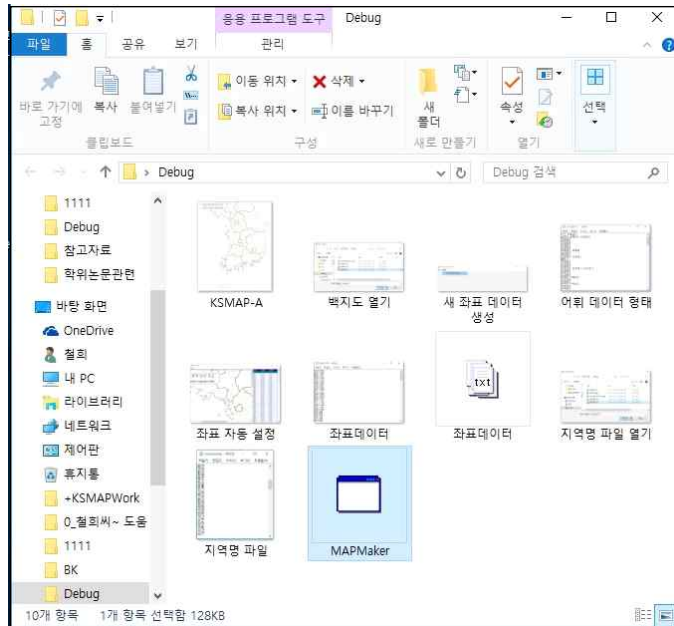 응용 프로그램 도구 Debug
파일 홈 공유 보기 관리
바로 가기에 고정
복사
붙여넣기
이동 위치
복사 위치
삭제
이름 바꾸기
새 폴더
속성
선택
클립보드 구성 새로 만들기 열기
Debug
Debug 검색
1111
Debug
참고자료
학위논문관련
바탕 화면
OneDrive
철희
내 PC
라이브러리
네트워크
제어판
휴지통
+KSMAPWork
0_철희씨~ 도움
1111
BK
Debug
KSMAP-A
백지도 열기
새 좌표 데이터
생성
어휘 데이터 형태
좌표 자동 설정
좌표데이터
txt
좌표데이터
지역명 파일 열기
지역명 파일
MAPMaker
10개 항목 1개 항목 선택함 128KB